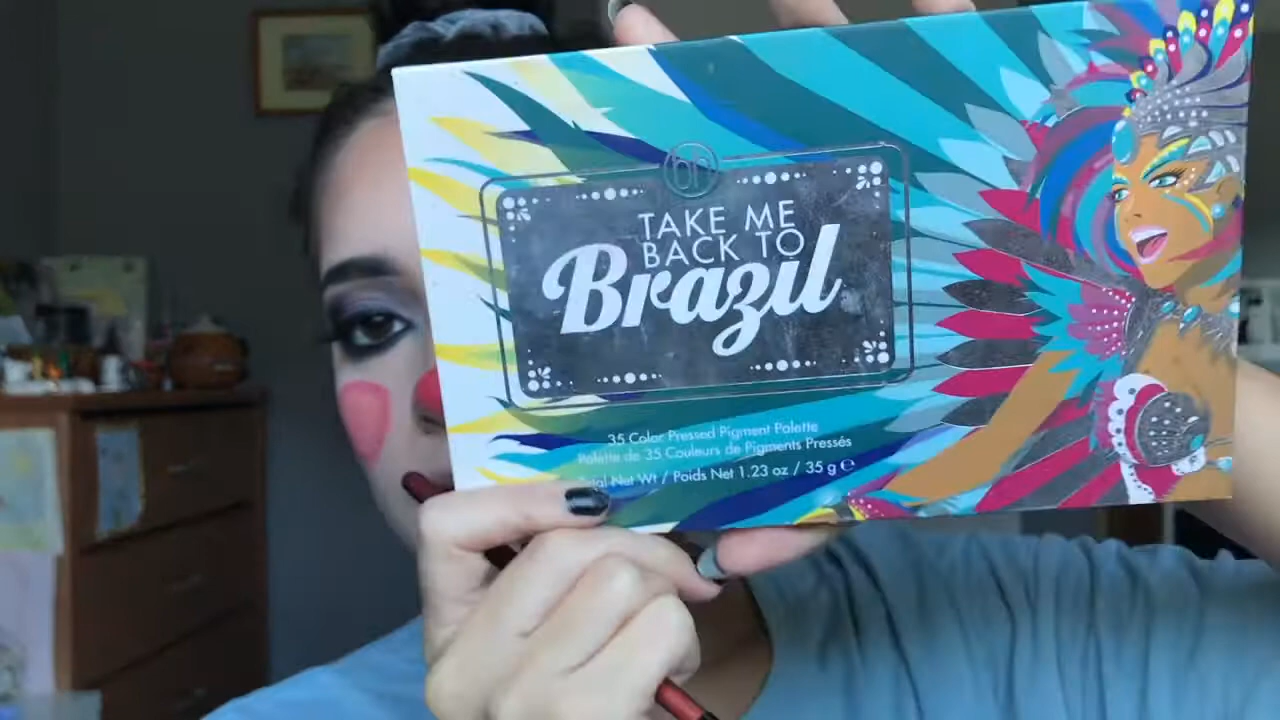 bh
TAKE ME
BACK TO
Brazil
35 Color Pressed Pigment Palette
Palette de 35 Couleurs de Pigments Pressés
Net Wt / Poids Net 1.23 oz / 35 g ℮